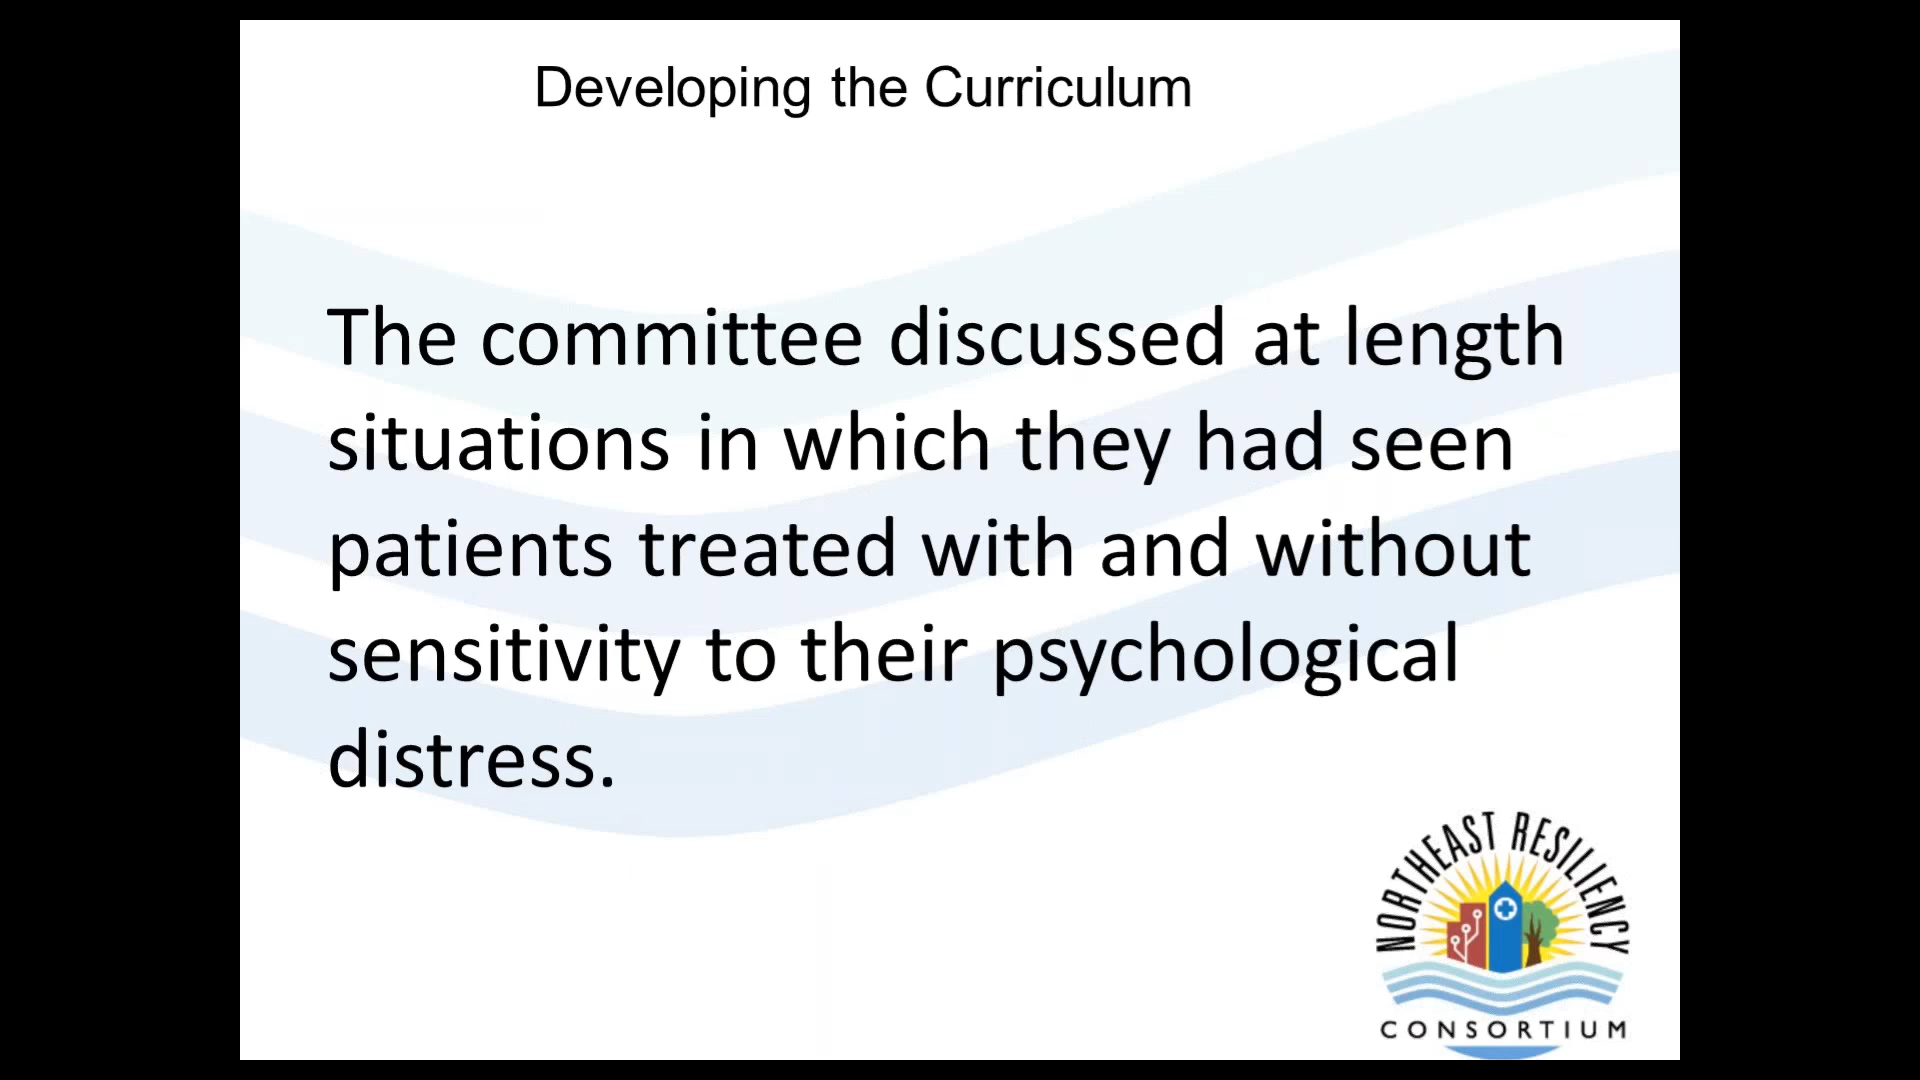 Developing the Curriculum
The committee discussed at length
situations in which they had seen
patients treated with and without
sensitivity to their psychological
distress.
NORTHEAST RESILIENCY
CONSORTIUM